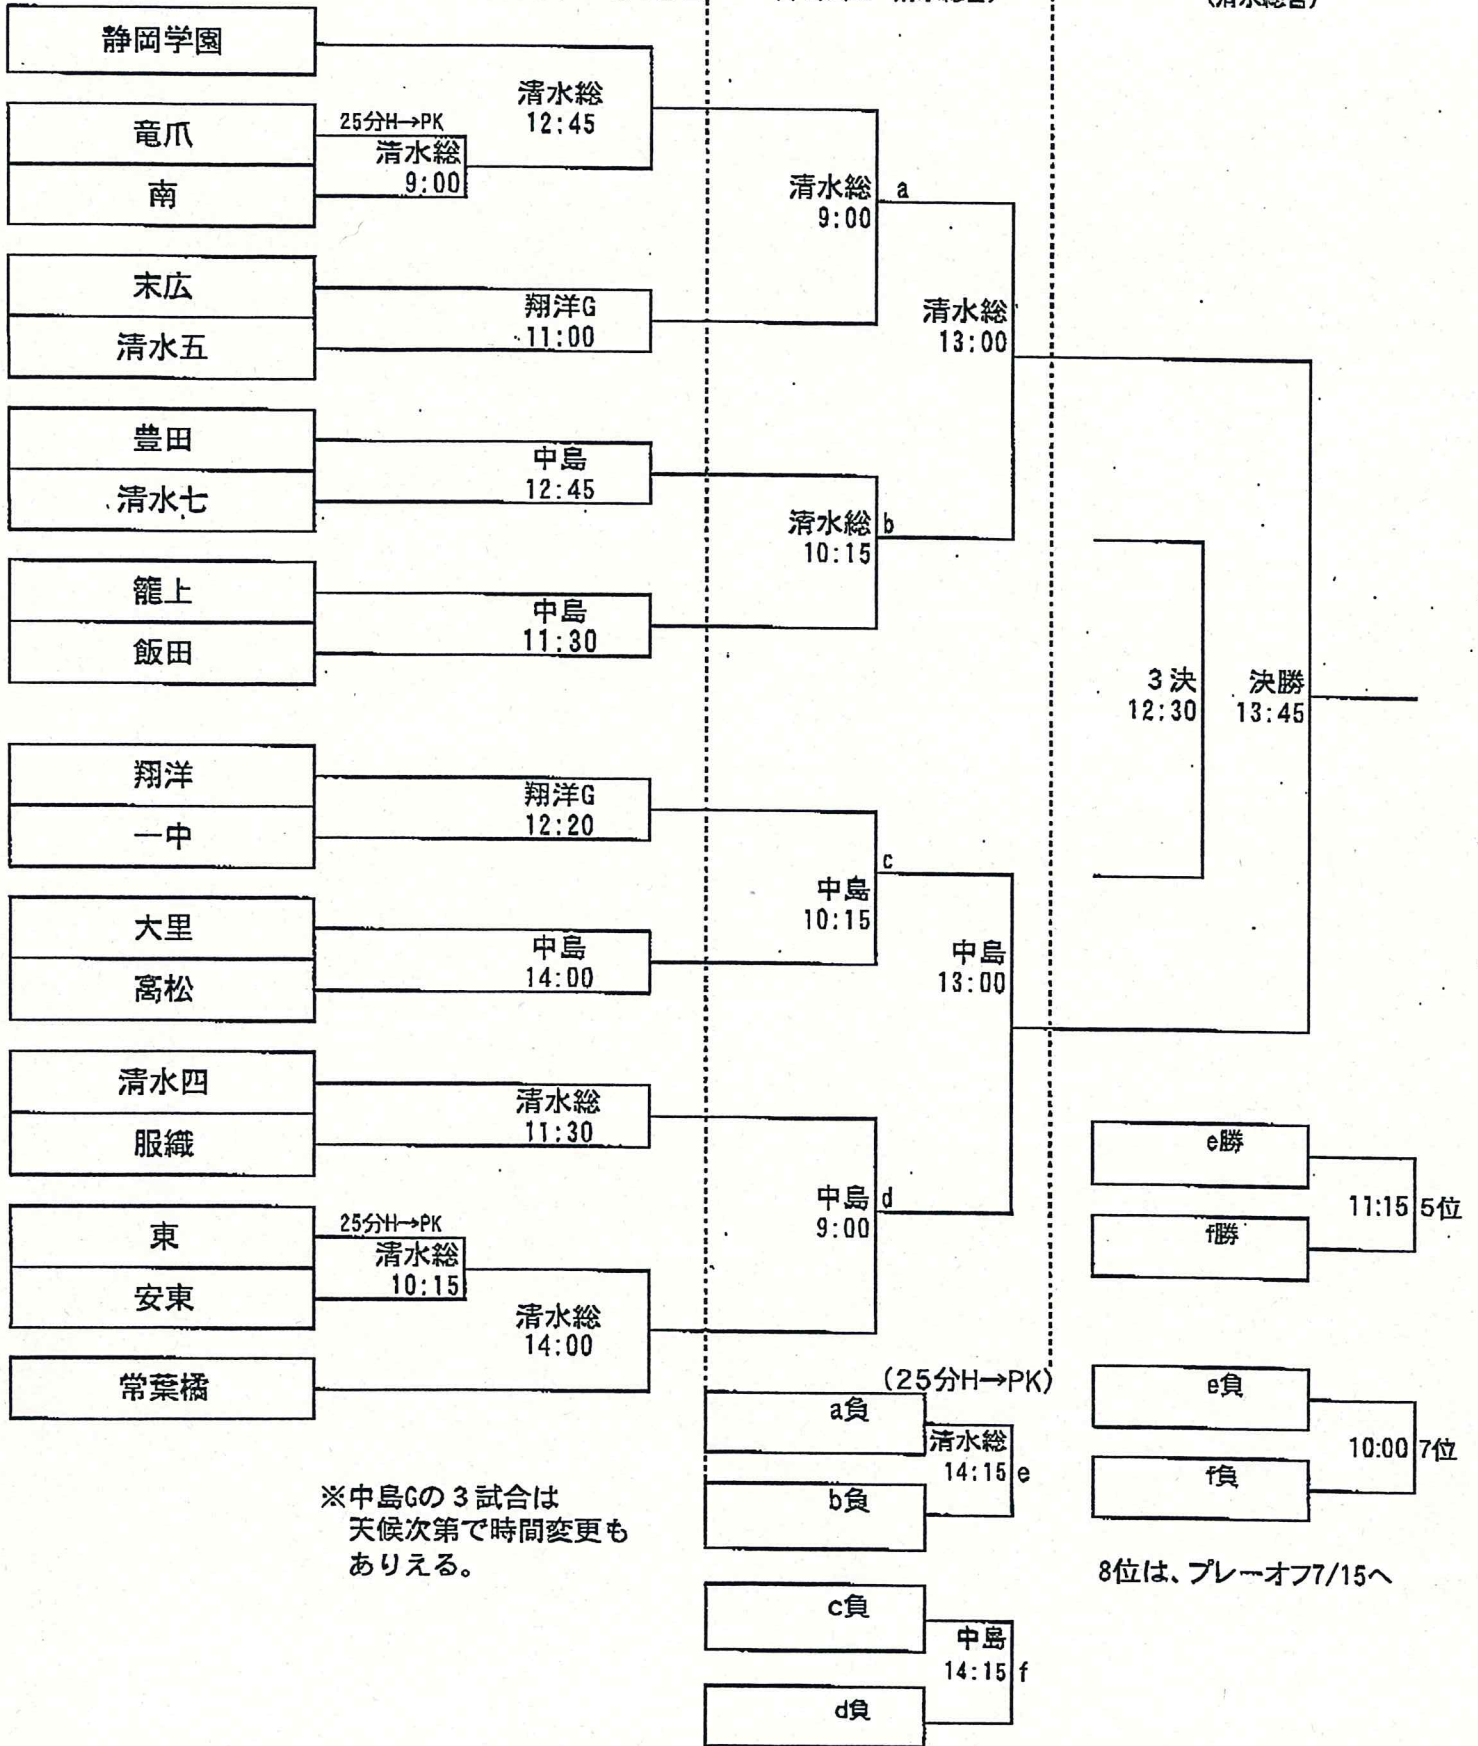 静岡学園
清水総
12:45
竜爪
25分H→PK
清水総
9:00
南
清水総
9:00
a
末広
翔洋G
11:00
清水五
清水総
13:00
豊田
中島
12:45
清水七
清水総
10:15
b
籠上
中島
11:30
飯田
3決
12:30
決勝
13:45
翔洋
翔洋G
12:20
一中
c
中島
10:15
大里
中島
14:00
高松
中島
13:00
清水四
清水総
11:30
服織
中島
9:00
d
東
25分H→PK
清水総
10:15
安東
清水総
14:00
常葉橘
e勝
11:15
5位
f勝
(25分H→PK)
a負
清水総
14:15
e
b負
e負
10:00
7位
f負
※中島Gの3試合は
天候次第で時間変更も
ありえる。
8位は、プレーオフ7/15へ
c負
中島
14:15
f
d負